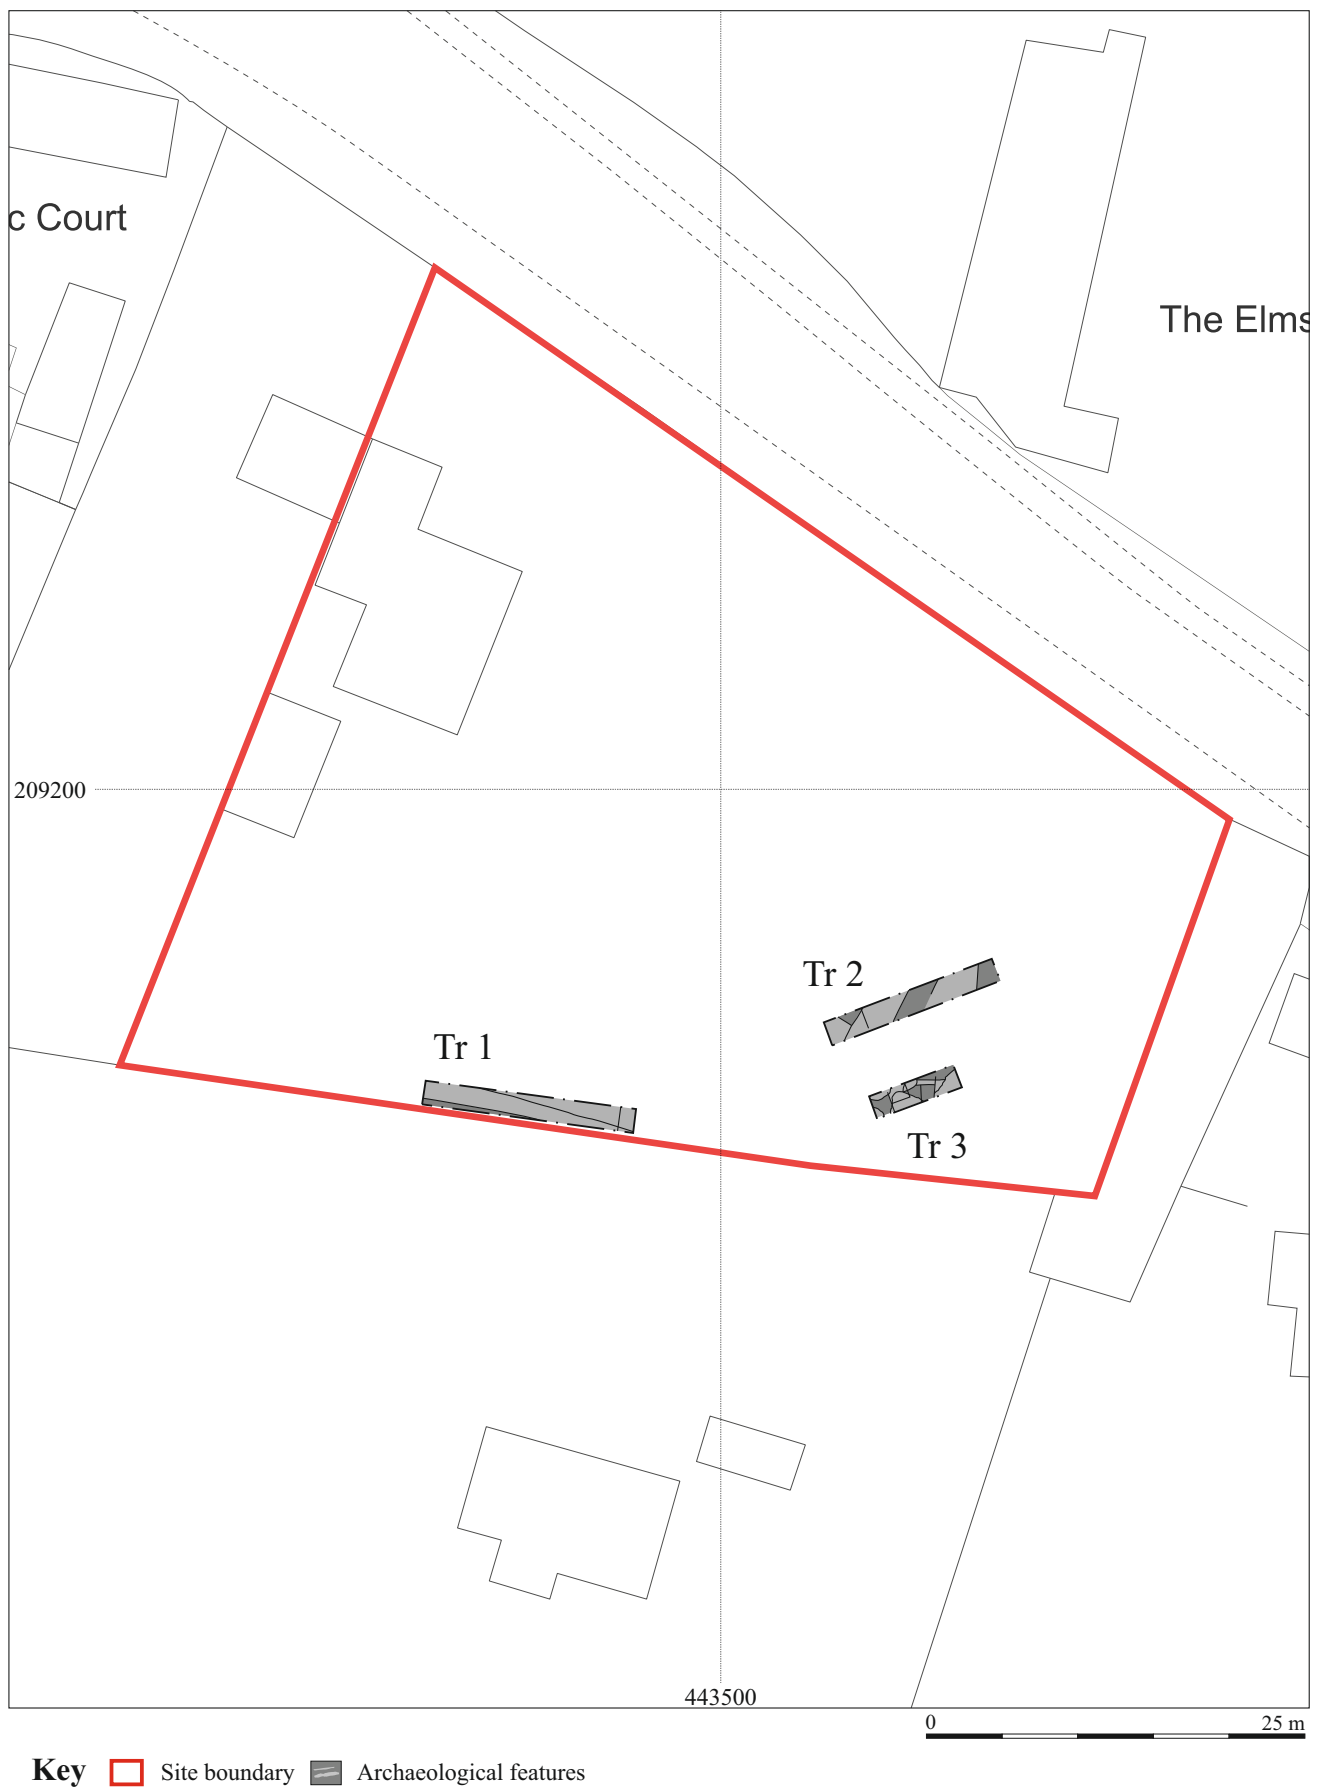 c Court
The Elms
209200
Tr 2
Tr 1
Tr 3
443500
0 25 m
Key Site boundary Archaeological features